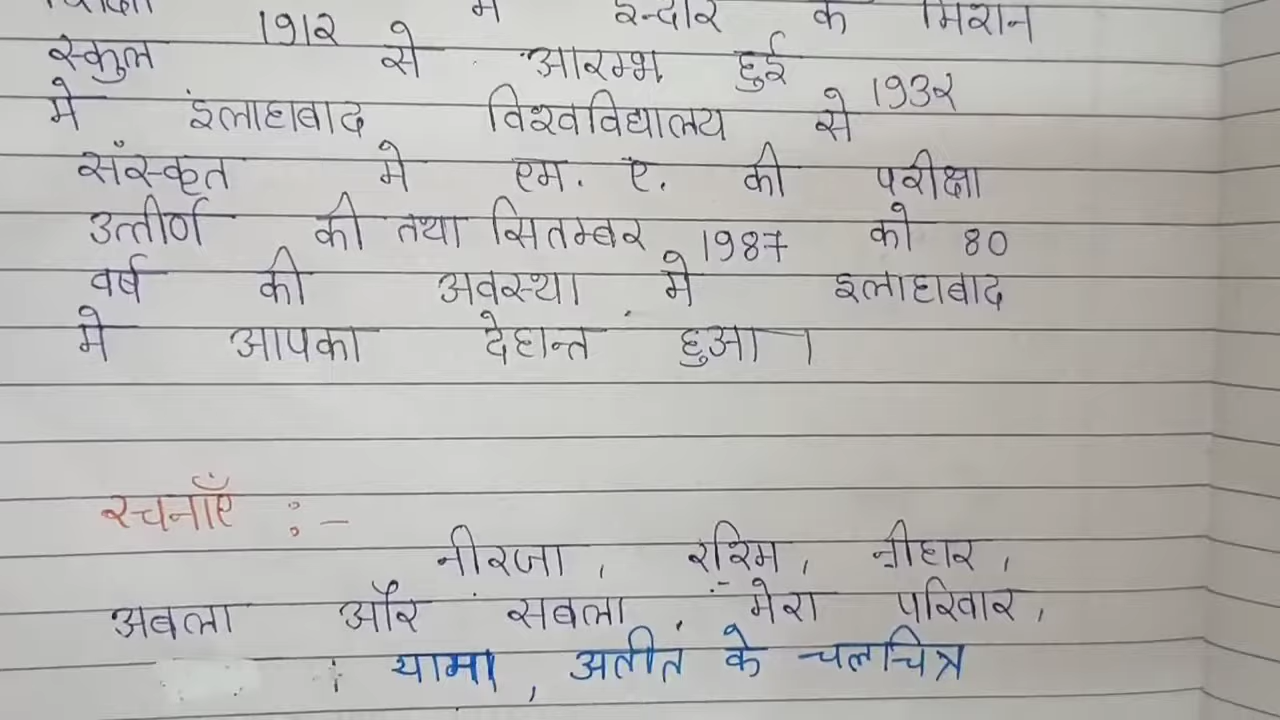 में इन्दौर के मिशन
स्कुल 1912 से आरम्भ हुई
मे इंलाहाबाद विश्वविद्यालय से 1932
संस्कृत मे एम. ए. की परीक्षा
उत्तीर्ण की तथा सितम्बर 1987 को 80
वर्ष की अवस्था मे इलाहाबाद
मे आपका देहान्त हुआ ।
रचनाएँ :-
नीरजा, रश्मि, नीहार,
अबला और सबला, मेरा परिवार,
यामा, अतीत के चलचित्र